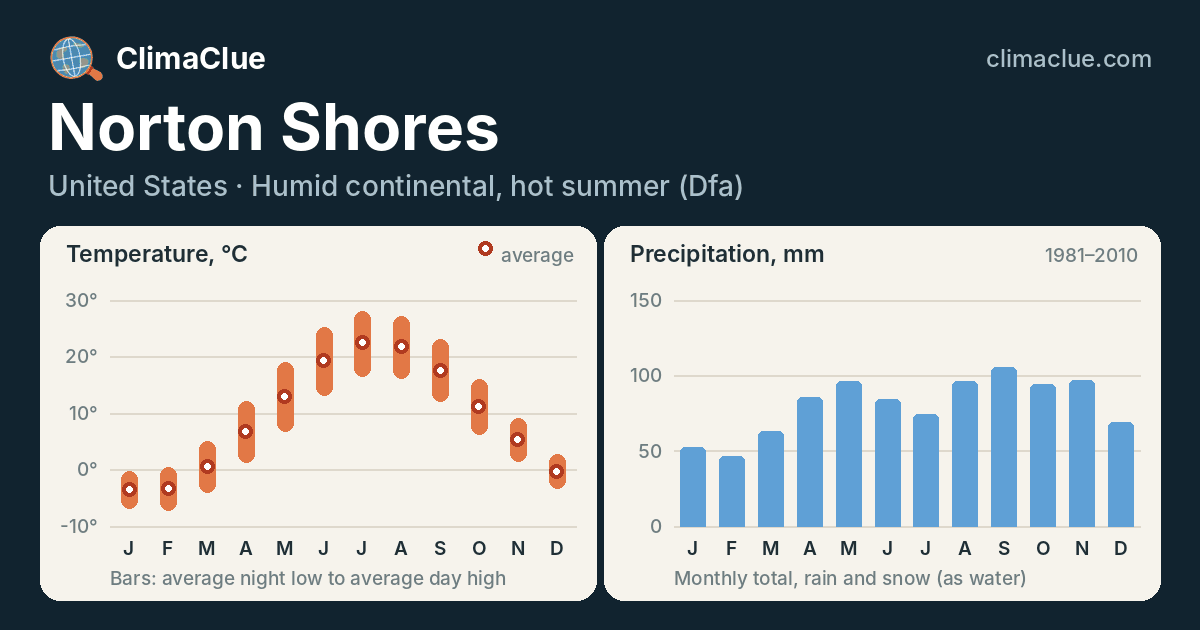 ClimaClue
climaclue.com
Norton Shores
United States · Humid continental, hot summer (Dfa)
Temperature, °C
average
30°
20°
10°
0°
-10°
J F M A M J J A S O N D
Bars: average night low to average day high
Precipitation, mm
1981–2010
150
100
50
0
J F M A M J J A S O N D
Monthly total, rain and snow (as water)